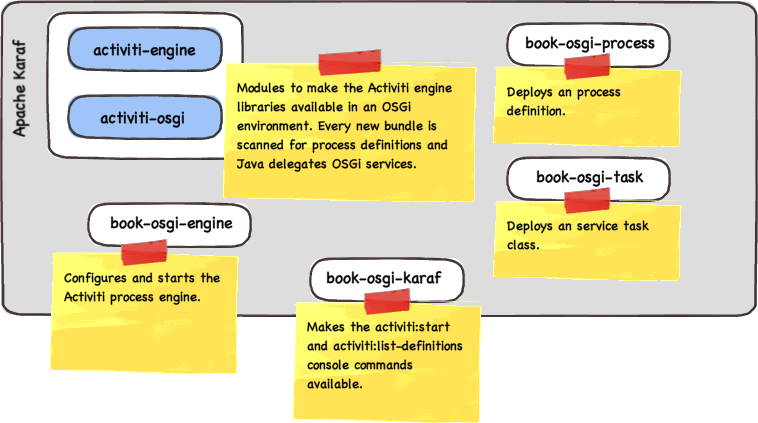 Apache Karaf
activiti-engine
activiti-osgi
Modules to make the Activiti engine
libraries available in an OSGi
environment. Every new bundle is
scanned for process definitions and
Java delegates OSGi services.
book-osgi-process
Deploys an process
definition.
book-osgi-task
Deploys an service task
class.
book-osgi-engine
Configures and starts the
Activiti process engine.
book-osgi-karaf
Makes the activiti:start
and activiti:list-definitions
console commands
available.